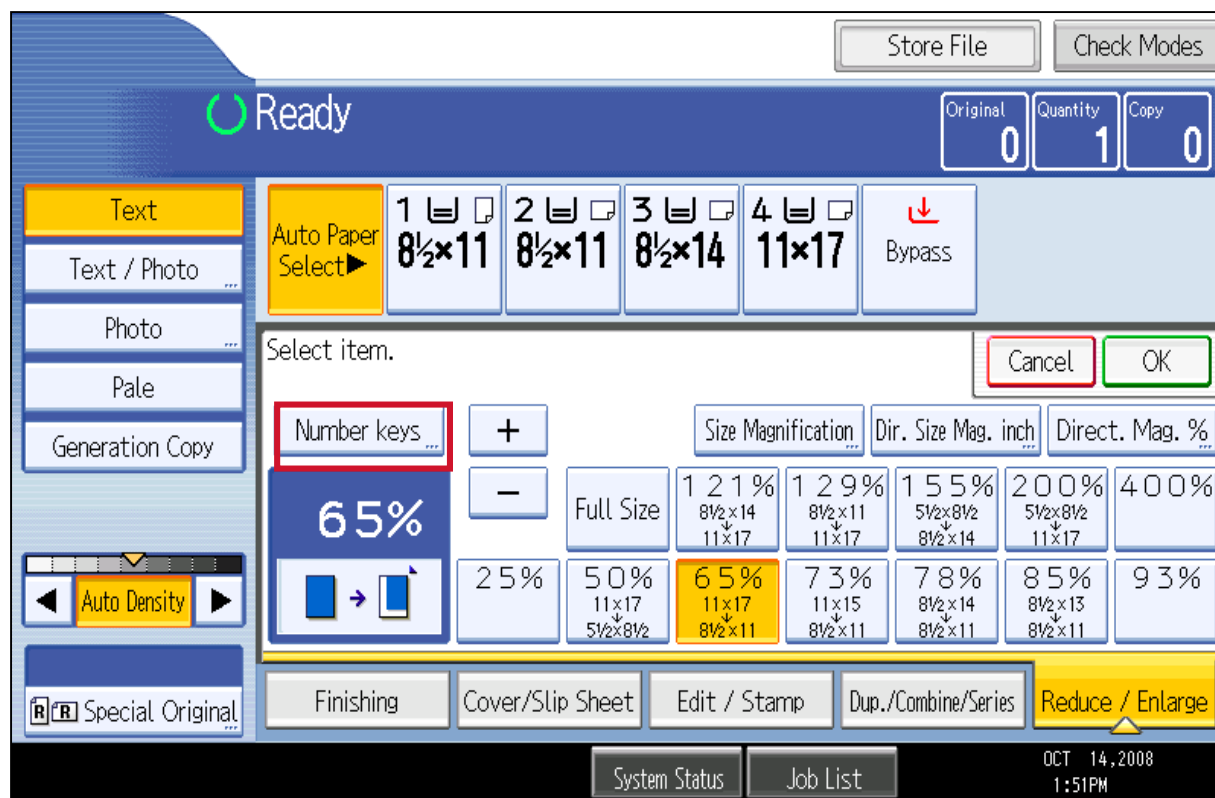 Store File
Check Modes
Ready
Original
0
Quantity
1
Copy
0
Text
Text / Photo
Photo
Pale
Generation Copy
Auto Paper
Select▶
1
8½×11
2
8½×11
3
8½×14
4
11×17
Bypass
Select item.
Cancel
OK
Number keys
+
−
65%
Size Magnification
Dir. Size Mag. inch
Direct. Mag. %
Full Size
121%
8½×14
11×17
129%
8½×11
11×17
155%
5½×8½
8½×14
200%
5½×8½
11×17
400%
25%
50%
11×17
5½×8½
65%
11×17
8½×11
73%
11×15
8½×11
78%
8½×14
8½×11
85%
8½×13
8½×11
93%
◀ Auto Density ▶
R R Special Original
Finishing
Cover/Slip Sheet
Edit / Stamp
Dup./Combine/Series
Reduce / Enlarge
System Status
Job List
OCT 14,2008
1:51PM